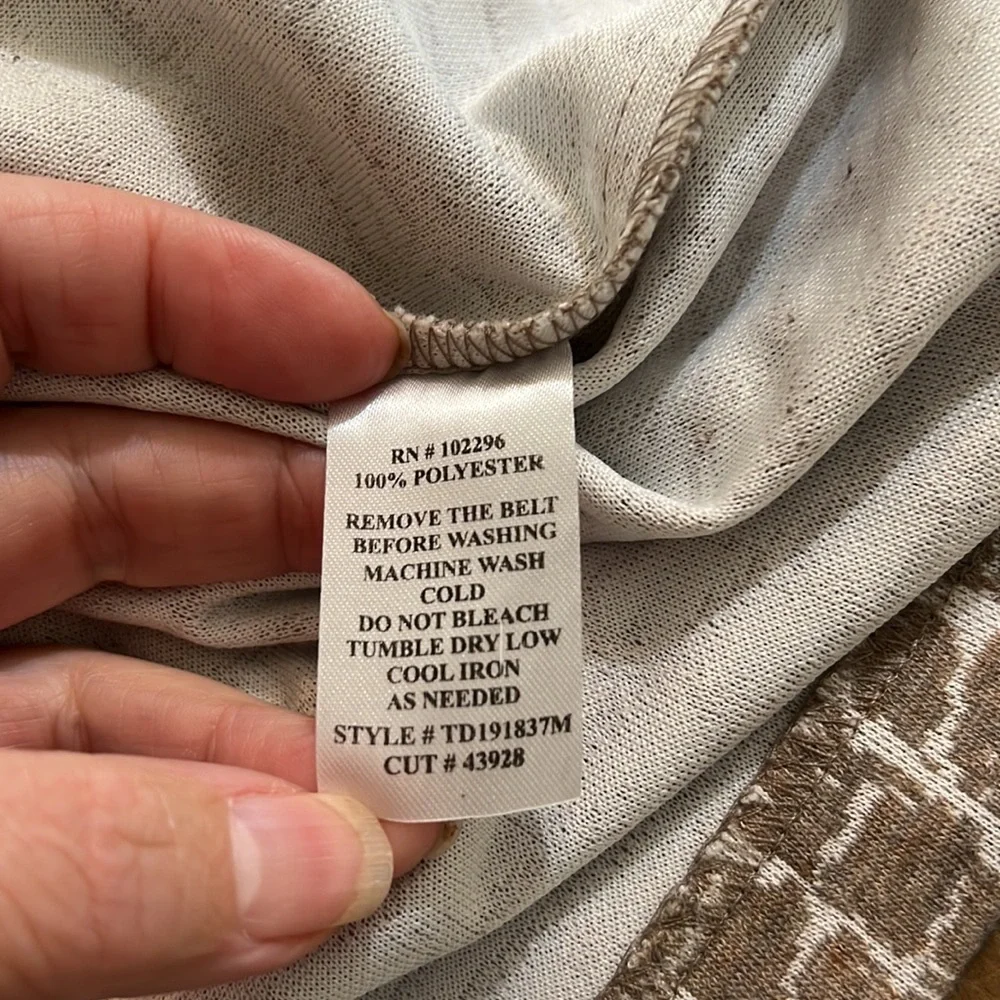 RN # 102296
100% POLYESTER
REMOVE THE BELT
BEFORE WASHING
MACHINE WASH
COLD
DO NOT BLEACH
TUMBLE DRY LOW
COOL IRON
AS NEEDED
STYLE # TD191837M
CUT # 43928